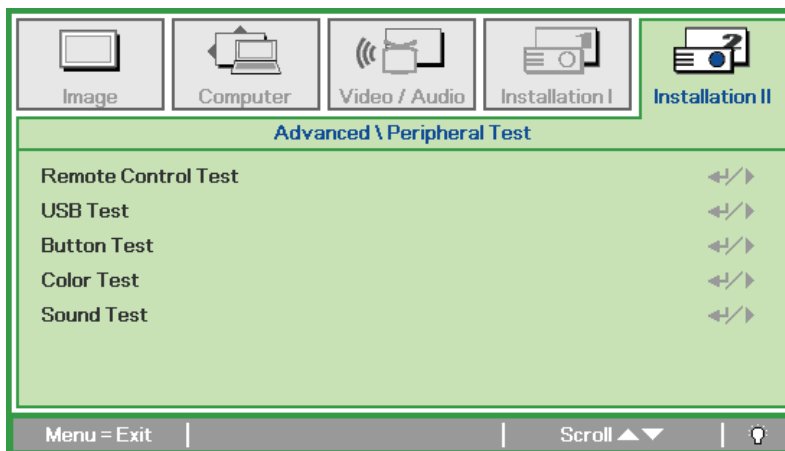 Image Computer Video / Audio Installation I Installation II
Advanced \ Peripheral Test
Remote Control Test
USB Test
Button Test
Color Test
Sound Test
Menu = Exit Scroll